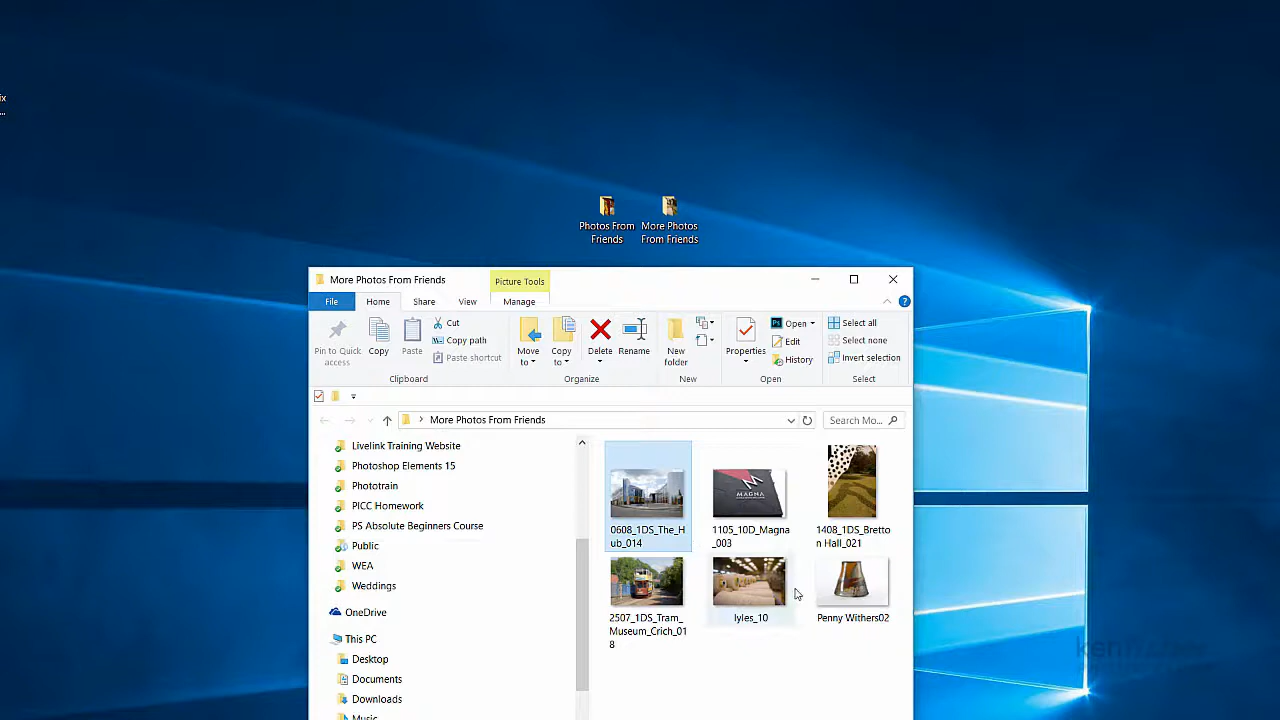 ix
...
Photos From
Friends
More Photos
From Friends
More Photos From Friends
Picture Tools
File
Home
Share
View
Manage
Pin to Quick
access
Copy
Paste
Cut
Copy path
Paste shortcut
Clipboard
Move
to
Copy
to
Delete
Rename
Organize
New
folder
New
Properties
Open
Edit
History
Open
Select all
Select none
Invert selection
Select
More Photos From Friends
Search Mo...
Livelink Training Website
Photoshop Elements 15
Phototrain
PICC Homework
PS Absolute Beginners Course
Public
WEA
Weddings
OneDrive
This PC
Desktop
Documents
Downloads
Music
MAGNA
0608_1DS_The_H
ub_014
1105_10D_Magna
_003
1408_1DS_Bretto
n Hall_021
2507_1DS_Tram_
Museum_Crich_01
8
lyles_10
Penny Withers02